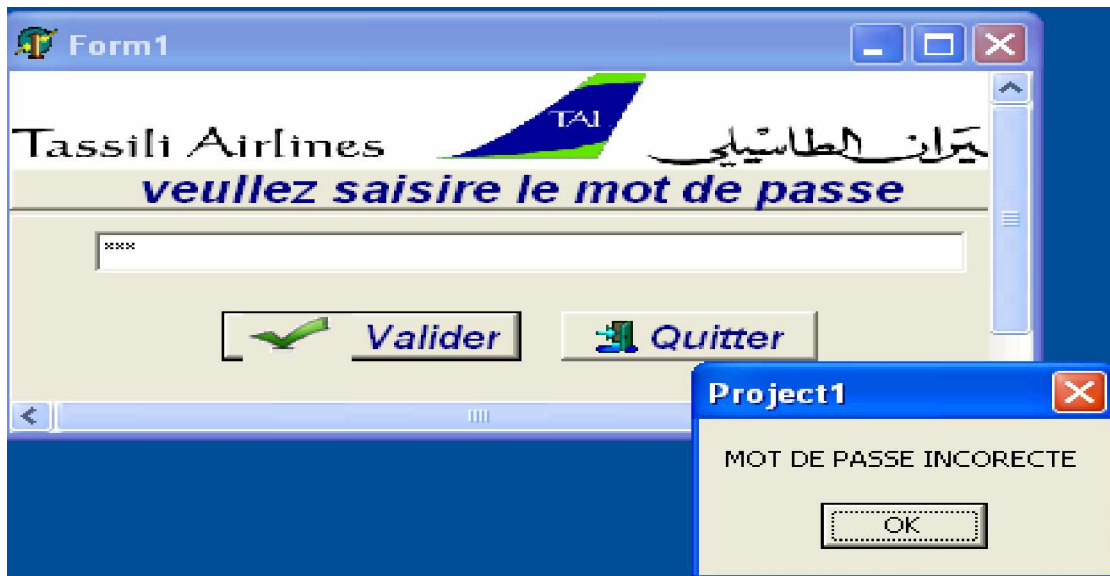 Form1
Tassili Airlines TAI يَران الطاسيلي
veullez saisire le mot de passe
***
Valider Quitter
Project1
MOT DE PASSE INCORECTE
OK